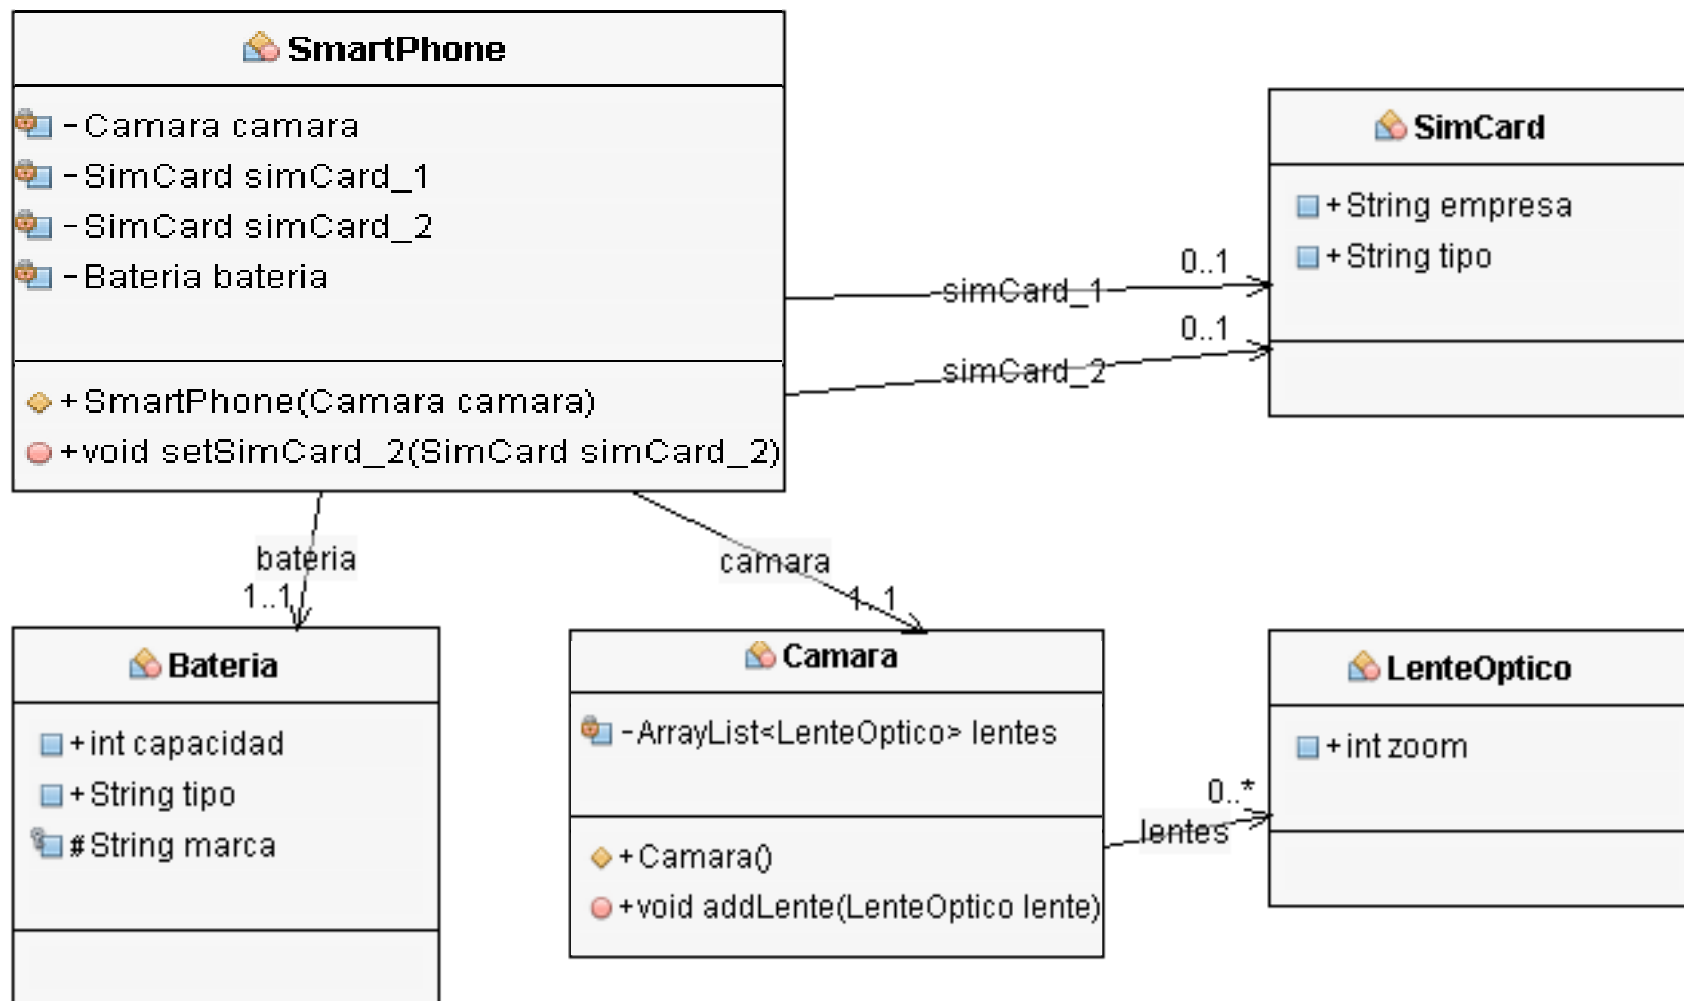 SmartPhone
-Camara camara
-SimCard simCard_1
-SimCard simCard_2
-Bateria bateria
+SmartPhone(Camara camara)
+void setSimCard_2(SimCard simCard_2)
SimCard
+String empresa
+String tipo
0..1
simCard_1
0..1
simCard_2
bateria
1..1
camara
1..1
Bateria
+int capacidad
+String tipo
#String marca
Camara
-ArrayList<LenteOptico> lentes
+Camara()
+void addLente(LenteOptico lente)
0..*
lentes
LenteOptico
+int zoom